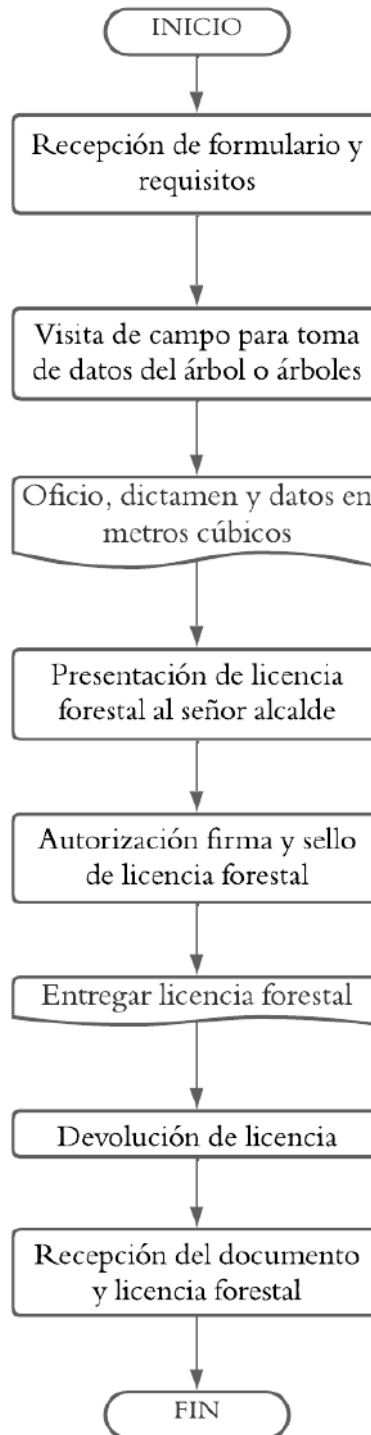 INICIO
Recepción de formulario y
requisitos
Visita de campo para toma
de datos del árbol o árboles
Oficio, dictamen y datos en
metros cúbicos
Presentación de licencia
forestal al señor alcalde
Autorización firma y sello
de licencia forestal
Entregar licencia forestal
Devolución de licencia
Recepción del documento
y licencia forestal
FIN